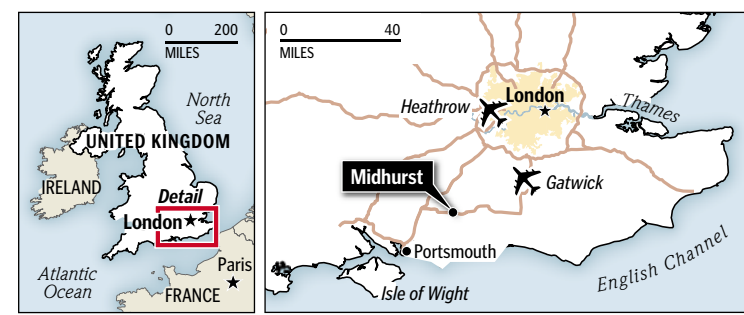 0 200
MILES
North
Sea
UNITED KINGDOM
IRELAND
Detail
London
Atlantic
Ocean
Paris
FRANCE
0 40
MILES
Heathrow
London
Thames
Midhurst
Gatwick
Portsmouth
English Channel
Isle of Wight